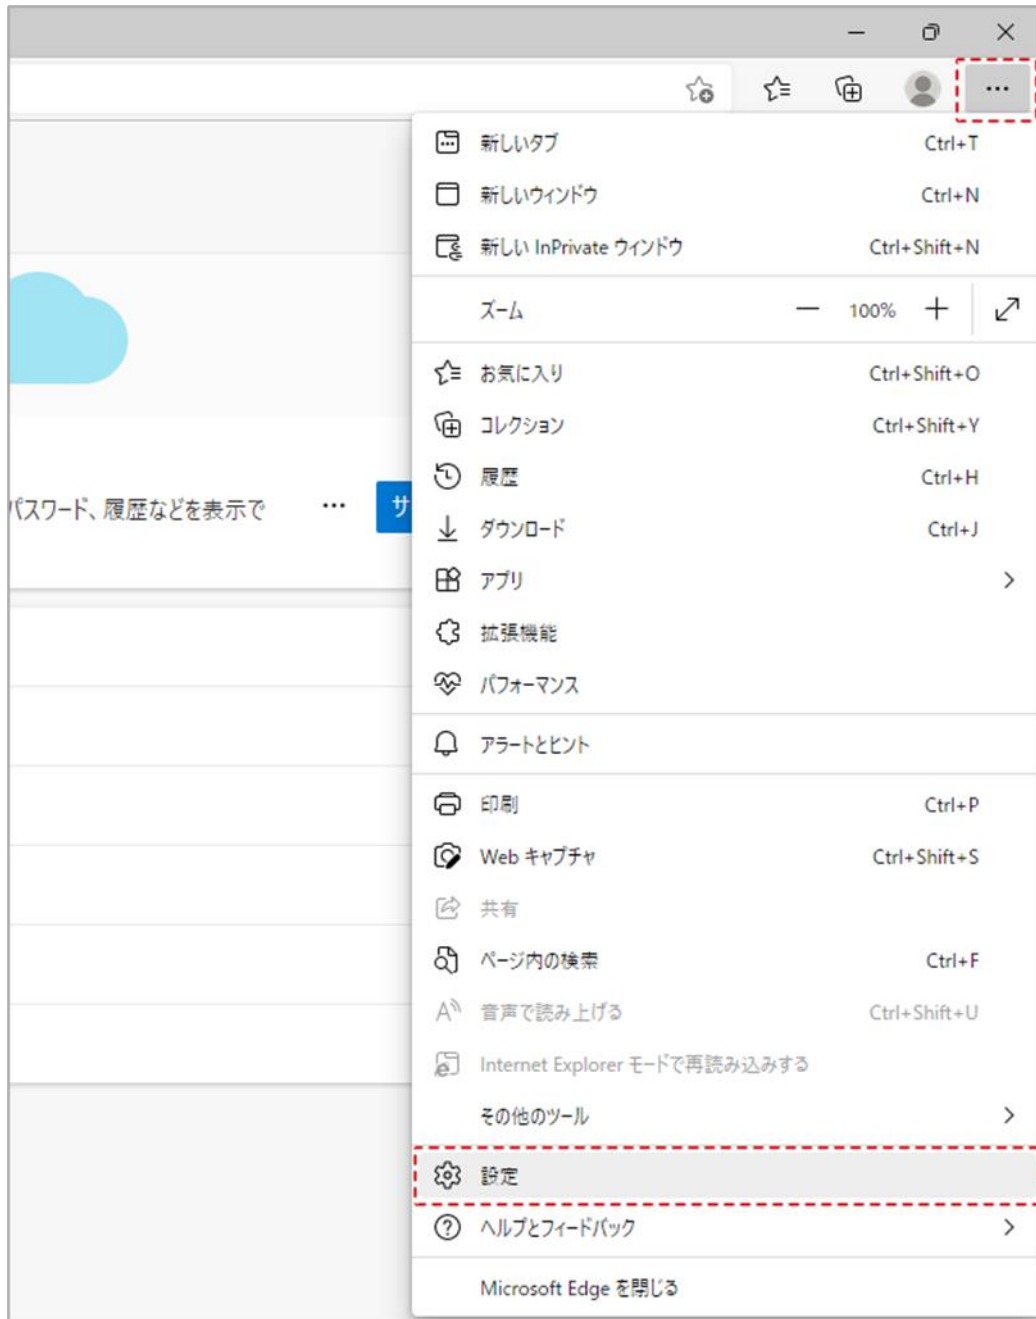 新しいタブ Ctrl+T
新しいウィンドウ Ctrl+N
新しい InPrivate ウィンドウ Ctrl+Shift+N
ズーム 100%
お気に入り Ctrl+Shift+O
コレクション Ctrl+Shift+Y
履歴 Ctrl+H
パスワード、履歴などを表示で ... サ
ダウンロード Ctrl+J
アプリ
拡張機能
パフォーマンス
アラートとヒント
印刷 Ctrl+P
Web キャプチャ Ctrl+Shift+S
共有
ページ内の検索 Ctrl+F
音声で読み上げる Ctrl+Shift+U
Internet Explorer モードで再読み込みする
その他のツール
設定
ヘルプとフィードバック
Microsoft Edge を閉じる